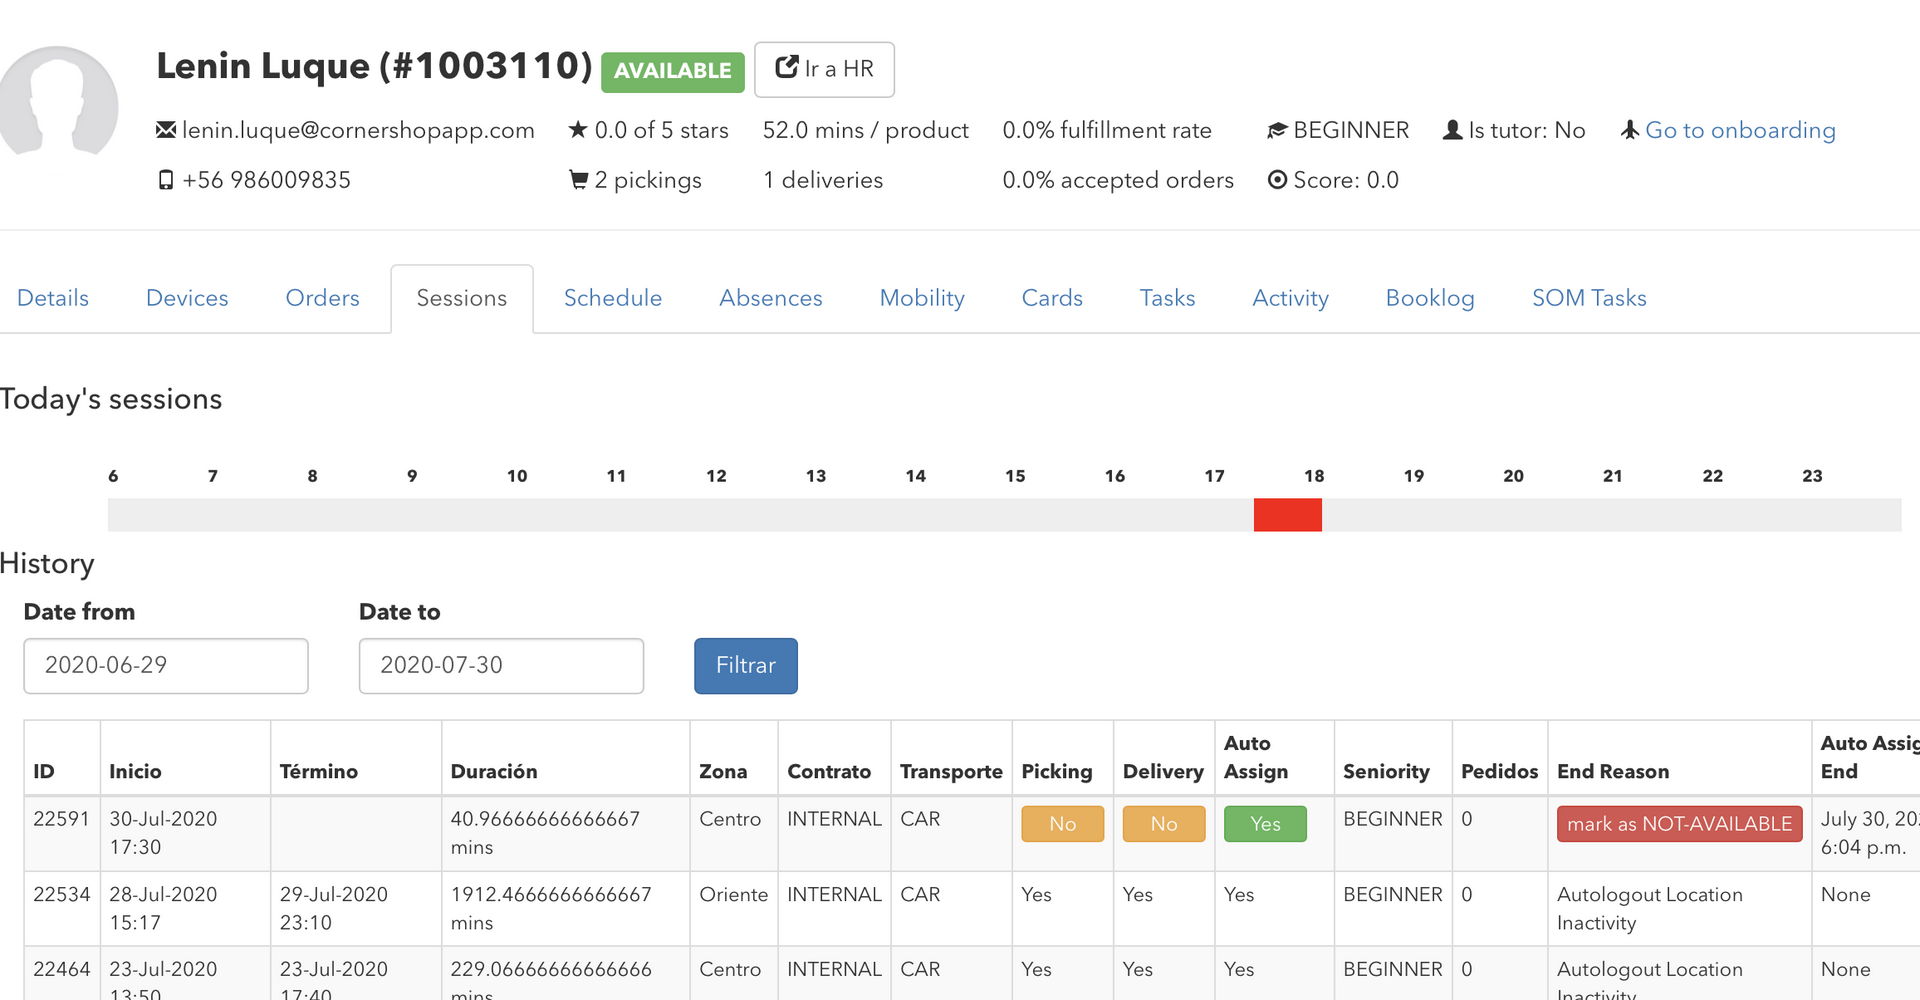 Lenin Luque (#1003110) AVAILABLE Ir a HR
lenin.luque@cornershopapp.com 0.0 of 5 stars 52.0 mins / product 0.0% fulfillment rate BEGINNER Is tutor: No Go to onboarding
+56 986009835 2 pickings 1 deliveries 0.0% accepted orders Score: 0.0
Details Devices Orders Sessions Schedule Absences Mobility Cards Tasks Activity Booklog SOM Tasks
Today's sessions
6 7 8 9 10 11 12 13 14 15 16 17 18 19 20 21 22 23
History
Date from Date to
2020-06-29 2020-07-30 Filtrar
Auto Auto
ID Inicio Término Duración Zona Contrato Transporte Picking Delivery Assign Seniority Pedidos End Reason End
22591 30-Jul-2020 40.96666666666667 Centro INTERNAL CAR No No Yes BEGINNER 0 mark as NOT-AVAILABLE July 30,
17:30 mins 6:04 p.m.
22534 28-Jul-2020 29-Jul-2020 1912.4666666666667 Oriente INTERNAL CAR Yes Yes Yes BEGINNER 0 Autologout Location None
15:17 23:10 mins Inactivity
22464 23-Jul-2020 23-Jul-2020 229.06666666666666 Centro INTERNAL CAR Yes Yes Yes BEGINNER 0 Autologout Location None
13:50 17:40 mins Inactivity